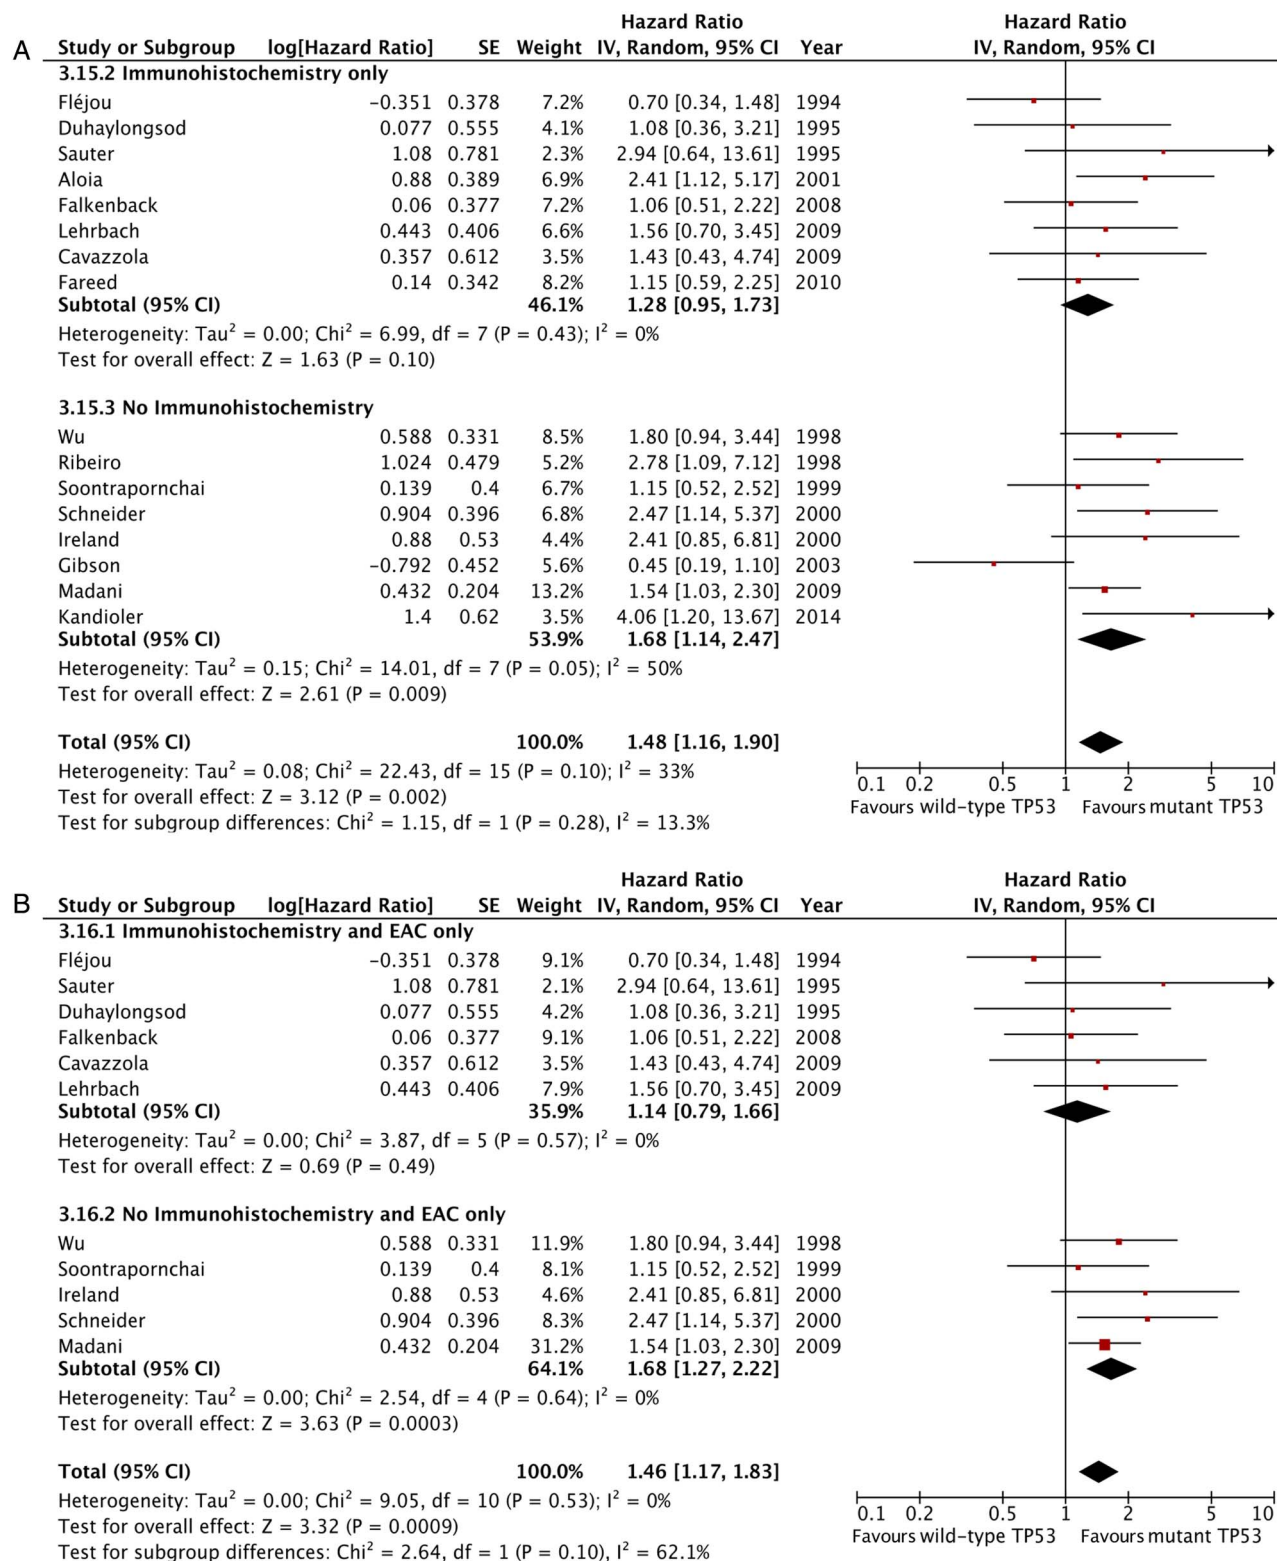 A
Hazard Ratio Hazard Ratio
Study or Subgroup log[Hazard Ratio] SE Weight IV, Random, 95% CI Year IV, Random, 95% CI
3.15.2 Immunohistochemistry only
Fléjou −0.351 0.378 7.2% 0.70 [0.34, 1.48] 1994
Duhaylongsod 0.077 0.555 4.1% 1.08 [0.36, 3.21] 1995
Sauter 1.08 0.781 2.3% 2.94 [0.64, 13.61] 1995
Aloia 0.88 0.389 6.9% 2.41 [1.12, 5.17] 2001
Falkenback 0.06 0.377 7.2% 1.06 [0.51, 2.22] 2008
Lehrbach 0.443 0.406 6.6% 1.56 [0.70, 3.45] 2009
Cavazzola 0.357 0.612 3.5% 1.43 [0.43, 4.74] 2009
Fareed 0.14 0.342 8.2% 1.15 [0.59, 2.25] 2010
Subtotal (95% CI) 46.1% 1.28 [0.95, 1.73]
Heterogeneity: Tau² = 0.00; Chi² = 6.99, df = 7 (P = 0.43); I² = 0%
Test for overall effect: Z = 1.63 (P = 0.10)
3.15.3 No Immunohistochemistry
Wu 0.588 0.331 8.5% 1.80 [0.94, 3.44] 1998
Ribeiro 1.024 0.479 5.2% 2.78 [1.09, 7.12] 1998
Soontrapornchai 0.139 0.4 6.7% 1.15 [0.52, 2.52] 1999
Schneider 0.904 0.396 6.8% 2.47 [1.14, 5.37] 2000
Ireland 0.88 0.53 4.4% 2.41 [0.85, 6.81] 2000
Gibson −0.792 0.452 5.6% 0.45 [0.19, 1.10] 2003
Madani 0.432 0.204 13.2% 1.54 [1.03, 2.30] 2009
Kandioler 1.4 0.62 3.5% 4.06 [1.20, 13.67] 2014
Subtotal (95% CI) 53.9% 1.68 [1.14, 2.47]
Heterogeneity: Tau² = 0.15; Chi² = 14.01, df = 7 (P = 0.05); I² = 50%
Test for overall effect: Z = 2.61 (P = 0.009)
Total (95% CI) 100.0% 1.48 [1.16, 1.90]
Heterogeneity: Tau² = 0.08; Chi² = 22.43, df = 15 (P = 0.10); I² = 33%
Test for overall effect: Z = 3.12 (P = 0.002)
Test for subgroup differences: Chi² = 1.15, df = 1 (P = 0.28), I² = 13.3%
0.1 0.2 0.5 1 2 5 10
Favours wild-type TP53 Favours mutant TP53
B
Hazard Ratio Hazard Ratio
Study or Subgroup log[Hazard Ratio] SE Weight IV, Random, 95% CI Year IV, Random, 95% CI
3.16.1 Immunohistochemistry and EAC only
Fléjou −0.351 0.378 9.1% 0.70 [0.34, 1.48] 1994
Sauter 1.08 0.781 2.1% 2.94 [0.64, 13.61] 1995
Duhaylongsod 0.077 0.555 4.2% 1.08 [0.36, 3.21] 1995
Falkenback 0.06 0.377 9.1% 1.06 [0.51, 2.22] 2008
Cavazzola 0.357 0.612 3.5% 1.43 [0.43, 4.74] 2009
Lehrbach 0.443 0.406 7.9% 1.56 [0.70, 3.45] 2009
Subtotal (95% CI) 35.9% 1.14 [0.79, 1.66]
Heterogeneity: Tau² = 0.00; Chi² = 3.87, df = 5 (P = 0.57); I² = 0%
Test for overall effect: Z = 0.69 (P = 0.49)
3.16.2 No Immunohistochemistry and EAC only
Wu 0.588 0.331 11.9% 1.80 [0.94, 3.44] 1998
Soontrapornchai 0.139 0.4 8.1% 1.15 [0.52, 2.52] 1999
Ireland 0.88 0.53 4.6% 2.41 [0.85, 6.81] 2000
Schneider 0.904 0.396 8.3% 2.47 [1.14, 5.37] 2000
Madani 0.432 0.204 31.2% 1.54 [1.03, 2.30] 2009
Subtotal (95% CI) 64.1% 1.68 [1.27, 2.22]
Heterogeneity: Tau² = 0.00; Chi² = 2.54, df = 4 (P = 0.64); I² = 0%
Test for overall effect: Z = 3.63 (P = 0.0003)
Total (95% CI) 100.0% 1.46 [1.17, 1.83]
Heterogeneity: Tau² = 0.00; Chi² = 9.05, df = 10 (P = 0.53); I² = 0%
Test for overall effect: Z = 3.32 (P = 0.0009)
Test for subgroup differences: Chi² = 2.64, df = 1 (P = 0.10), I² = 62.1%
0.1 0.2 0.5 1 2 5 10
Favours wild-type TP53 Favours mutant TP53